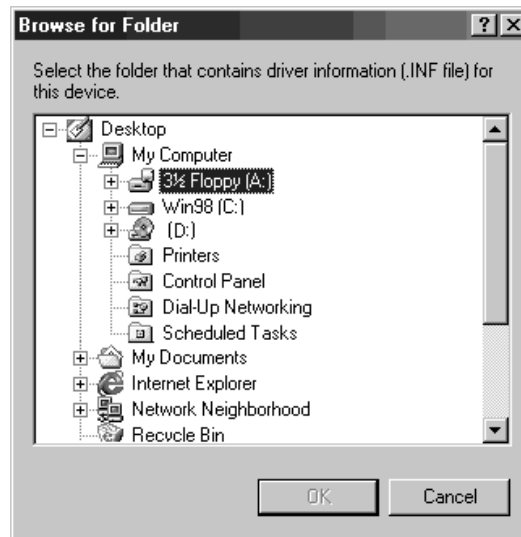 Browse for Folder
Select the folder that contains driver information (.INF file) for
this device.
Desktop
My Computer
3½ Floppy (A:)
Win98 (C:)
(D:)
Printers
Control Panel
Dial-Up Networking
Scheduled Tasks
My Documents
Internet Explorer
Network Neighborhood
Recycle Bin
OK Cancel